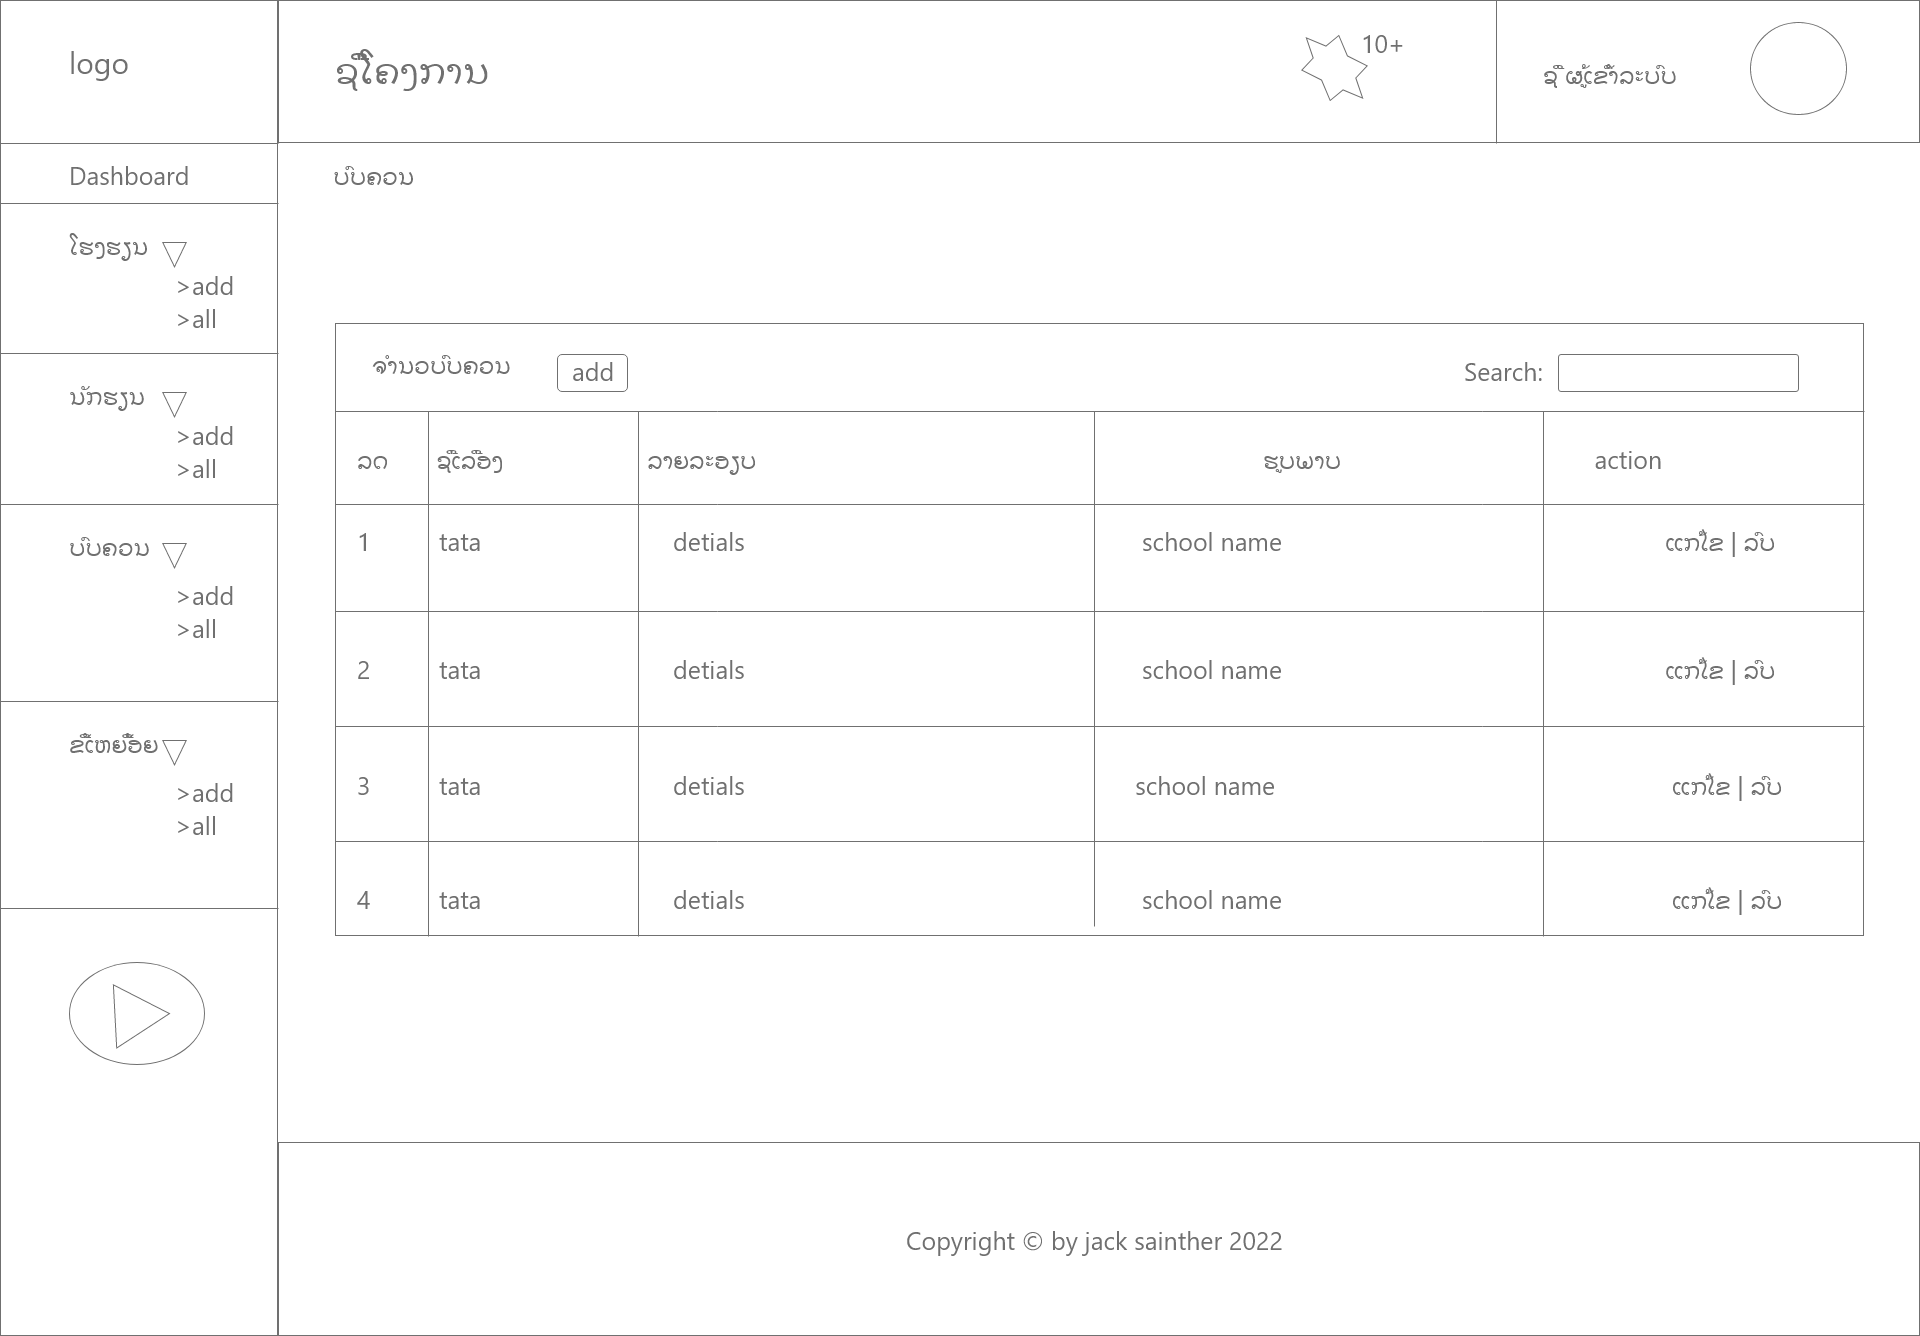 logo
ຊື່ໂຄງການ
10+
ຊື່ ຜູ້ເຂົ້າລະບົບ
Dashboard
ບົບຄວນ
ໂຮງຮຽນ
>add
>all
ນັກຮຽນ
>add
>all
ບົບຄວນ
>add
>all
ຂີ້ເຫຍື້ອຍ
>add
>all
ຈຳນວບບົບຄວນ
add
Search:
ລດ ຊື່ເລື່ອງ ລາຍລະອຽບ ຮູບພາບ action
1 tata detials school name ແກໄ້ຂ | ລົບ
2 tata detials school name ແກໄ້ຂ | ລົບ
3 tata detials school name ແກໄ້ຂ | ລົບ
4 tata detials school name ແກໄ້ຂ | ລົບ
Copyright © by jack sainther 2022